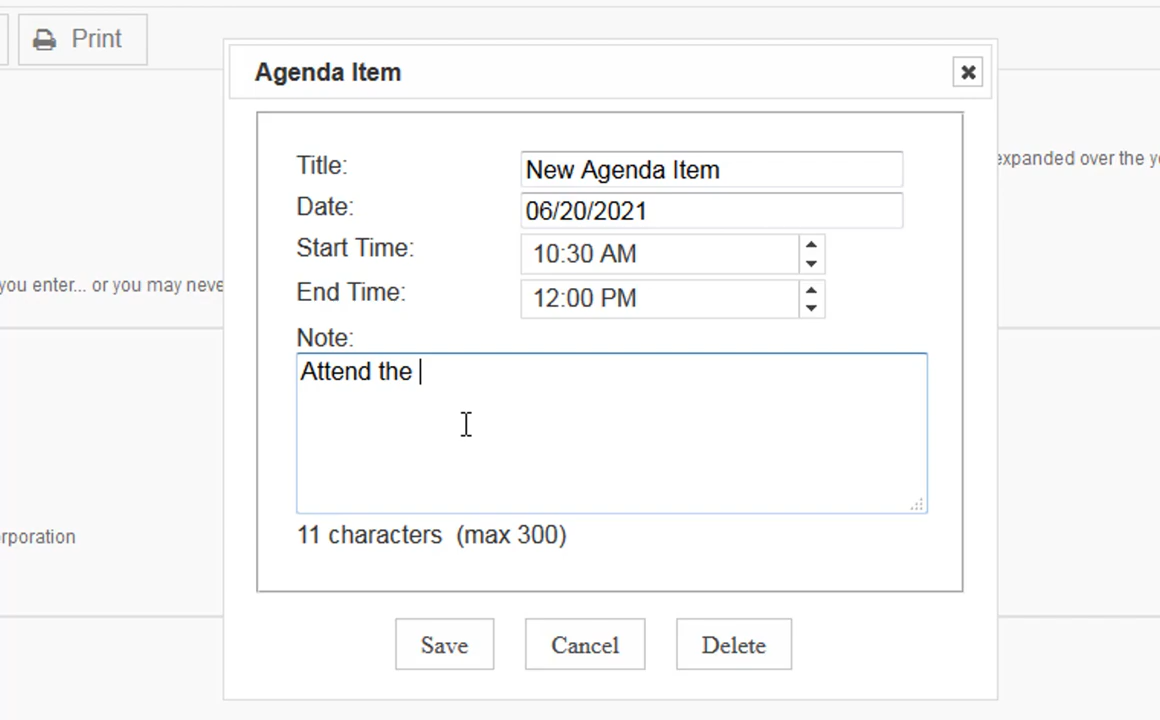 Print
Agenda Item
expanded over the
Title:
New Agenda Item
Date:
06/20/2021
Start Time:
10:30 AM
you enter... or you may neve
End Time:
12:00 PM
Note:
Attend the
11 characters (max 300)
rporation
Save
Cancel
Delete